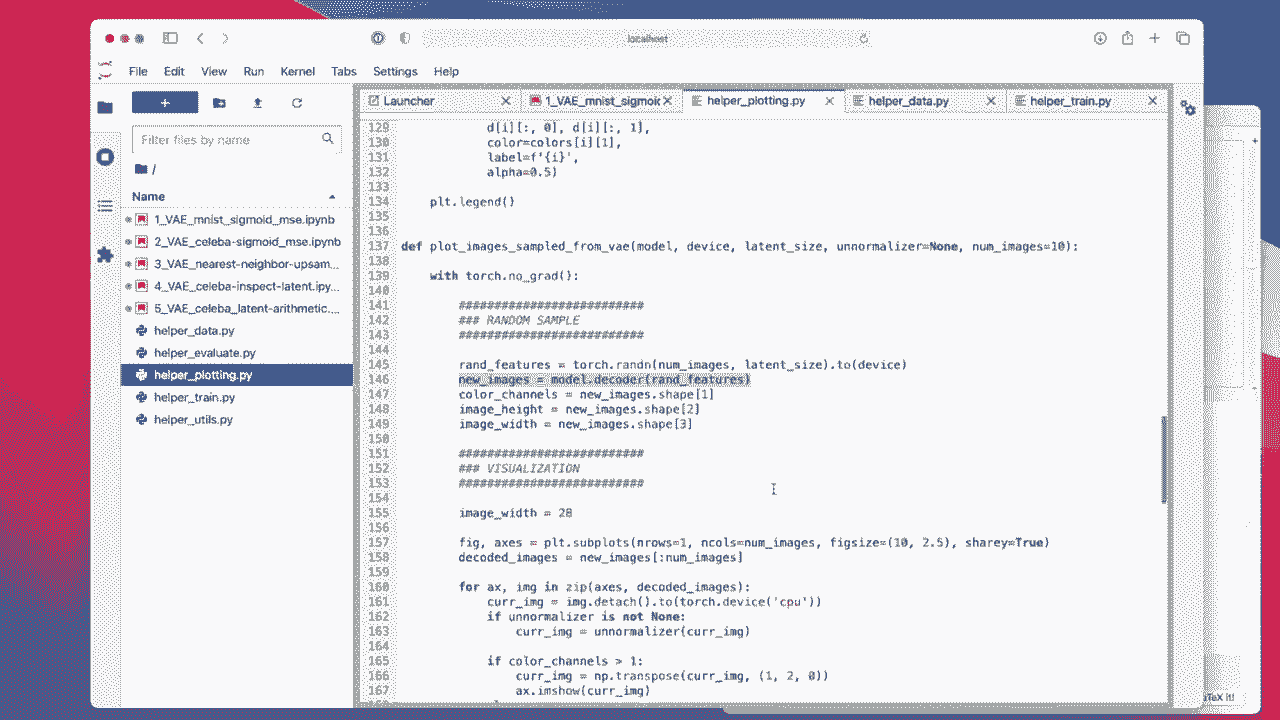 localhost
File Edit View Run Kernel Tabs Settings Help
Launcher
1_VAE_mnist_sigmoi
helper_plotting.py
helper_data.py
helper_train.py
Filter files by name
/
Name
1_VAE_mnist_sigmoid_mse.ipynb
2_VAE_celeba-sigmoid_mse.ipynb
3_VAE_nearest-neighbor-upsam...
4_VAE_celeba-inspect-latent.ipy...
5_VAE_celeba_latent-arithmetic....
helper_data.py
helper_evaluate.py
helper_plotting.py
helper_train.py
helper_utils.py
129 d[i][:, 0], d[i][:, 1],
130 color=colors[i][1],
131 label=f'{i}',
132 alpha=0.5)
133
134 plt.legend()
135
136
137 def plot_images_sampled_from_vae(model, device, latent_size, unnormalizer=None, num_images=10):
138
139 with torch.no_grad():
140
141 ##########################
142 ### RANDOM SAMPLE
143 ##########################
144
145 rand_features = torch.randn(num_images, latent_size).to(device)
146 new_images = model.decoder(rand_features)
147 color_channels = new_images.shape[1]
148 image_height = new_images.shape[2]
149 image_width = new_images.shape[3]
150
151 ##########################
152 ### VISUALIZATION
153 ##########################
154
155 image_width = 28
156
157 fig, axes = plt.subplots(nrows=1, ncols=num_images, figsize=(10, 2.5), sharey=True)
158 decoded_images = new_images[:num_images]
159
160 for ax, img in zip(axes, decoded_images):
161 curr_img = img.detach().to(torch.device('cpu'))
162 if unnormalizer is not None:
163 curr_img = unnormalizer(curr_img)
164
165 if color_channels > 1:
166 curr_img = np.transpose(curr_img, (1, 2, 0))
167 ax.imshow(curr_img)
TeX it!